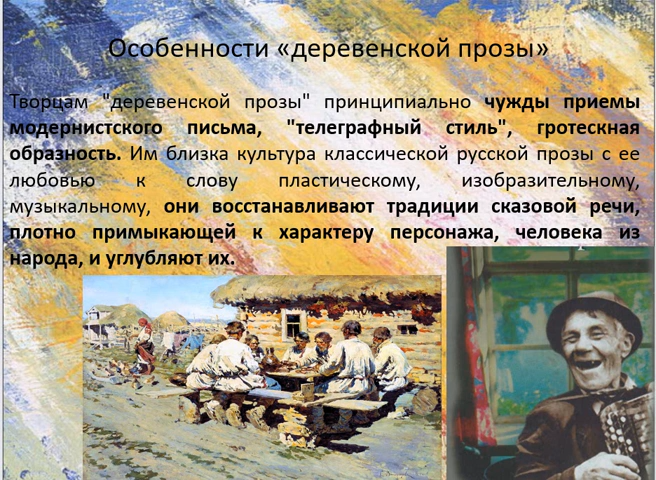 Особенности «деревенской прозы»
Творцам "деревенской прозы" принципиально чужды приемы
модернистского письма, "телеграфный стиль", гротескная
образность. Им близка культура классической русской прозы с ее
любовью к слову пластическому, изобразительному,
музыкальному, они восстанавливают традиции сказовой речи,
плотно примыкающей к характеру персонажа, человека из
народа, и углубляют их.